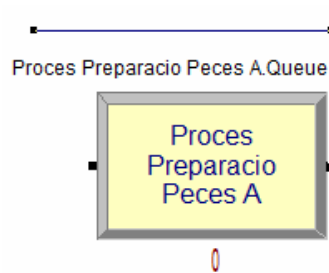 Proces Preparacio Peces A.Queue
Proces
Preparacio
Peces A
0